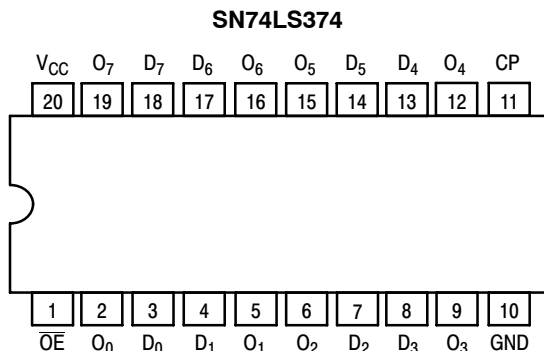 SN74LS374
V_CC O₇ D₇ D₆ O₆ O₅ D₅ D₄ O₄ CP
20 19 18 17 16 15 14 13 12 11
1 2 3 4 5 6 7 8 9 10
O̅E̅ O₀ D₀ D₁ O₁ O₂ D₂ D₃ O₃ GND